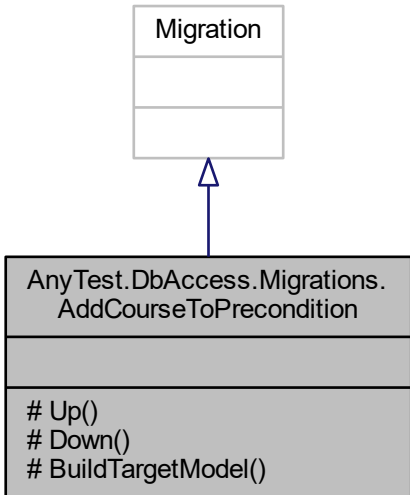 Migration
AnyTest.DbAccess.Migrations.
AddCourseToPrecondition
# Up()
# Down()
# BuildTargetModel()